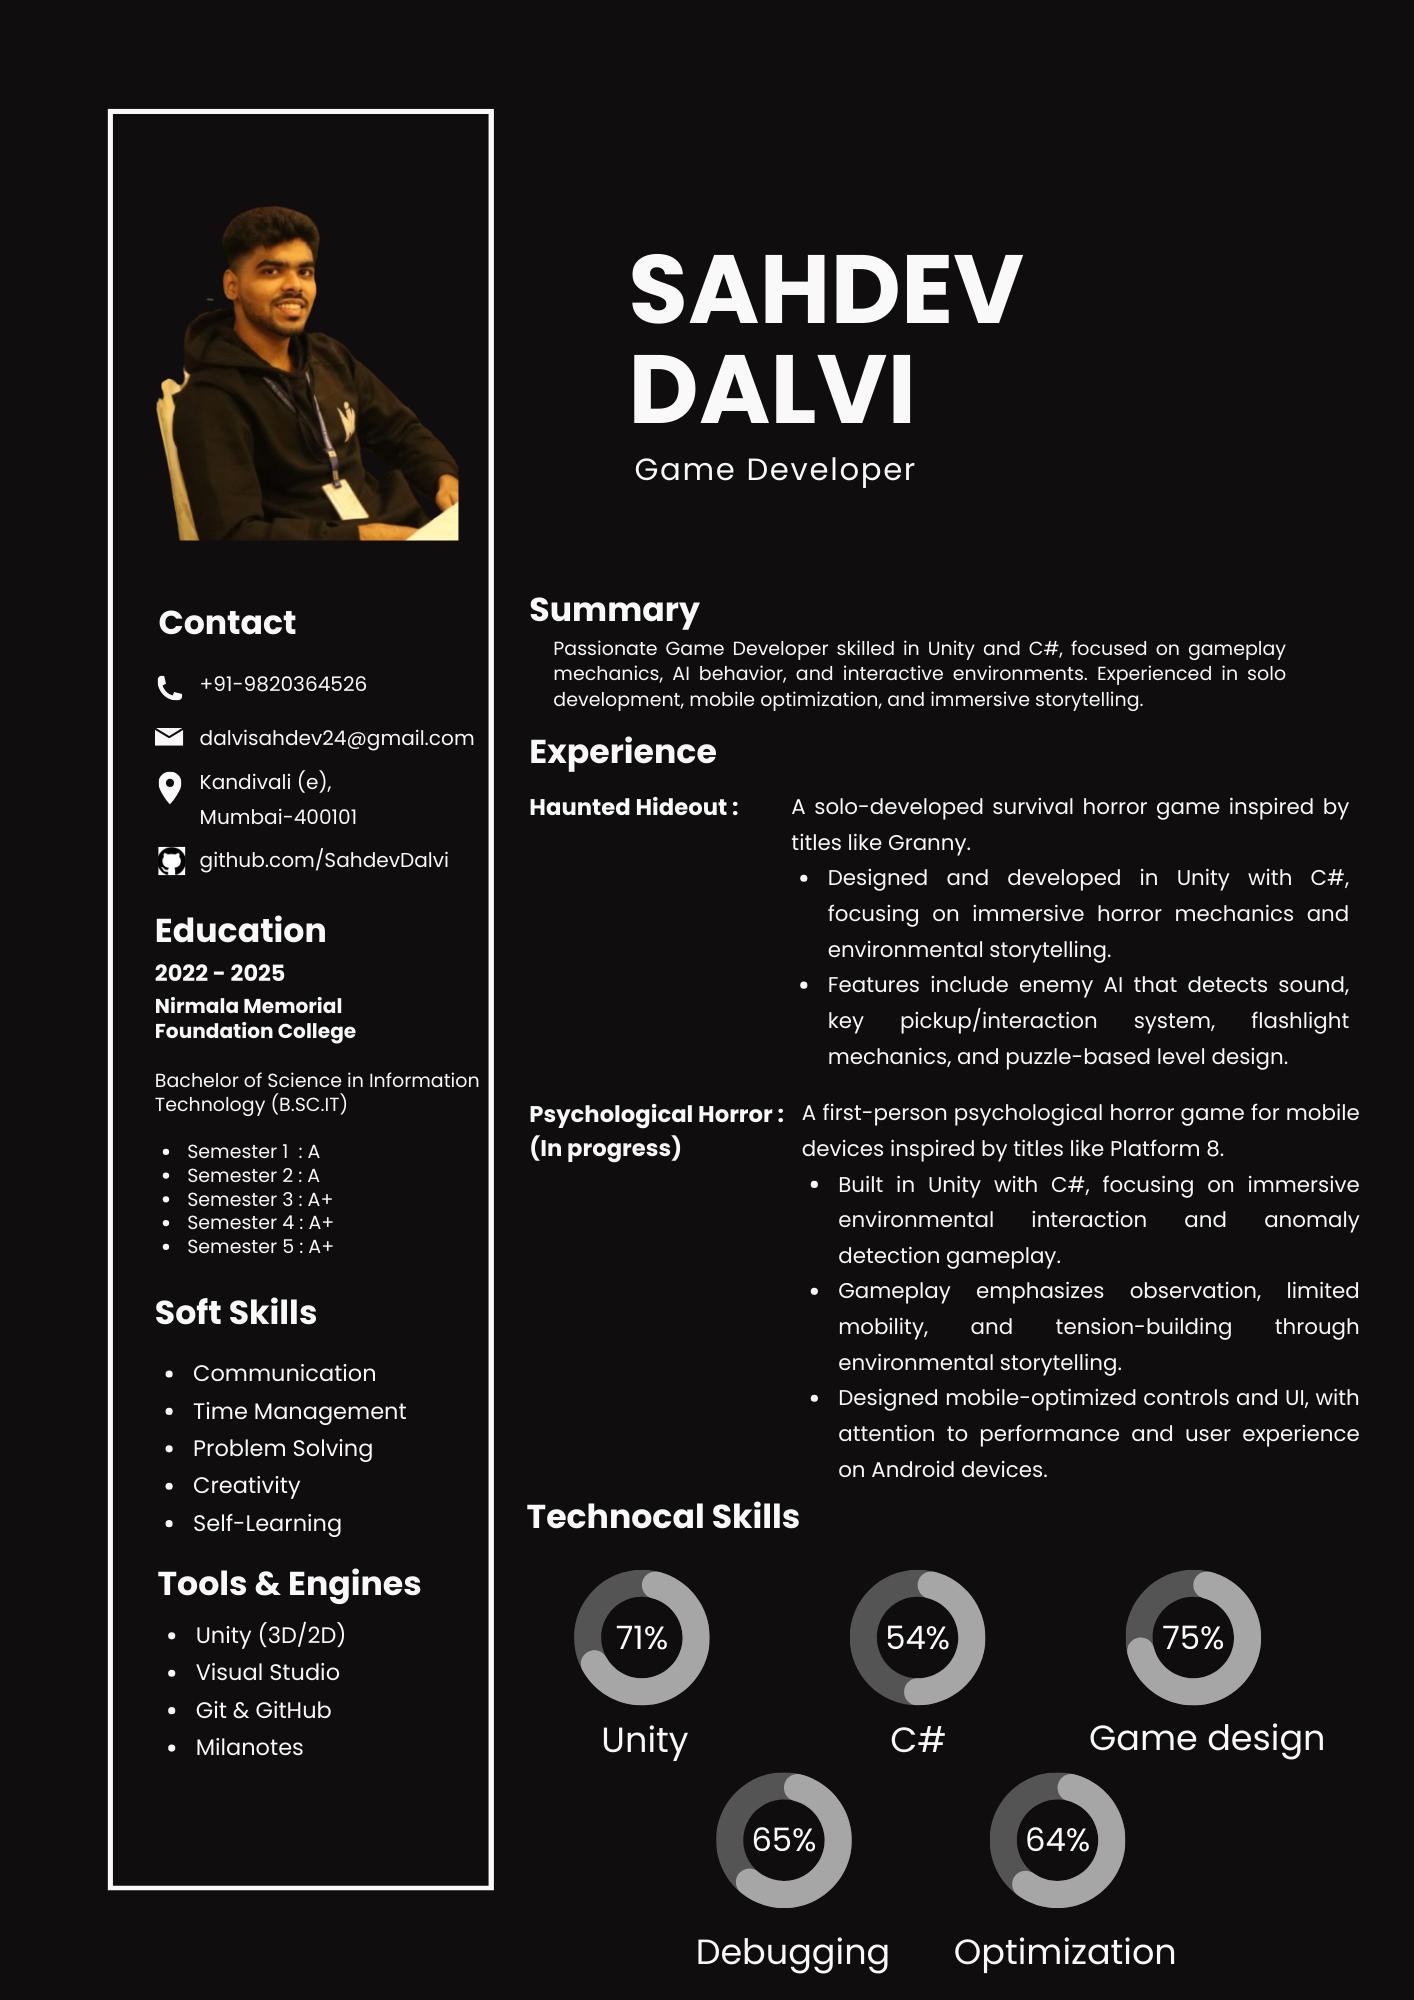 SAHDEV
DALVI
Game Developer
Contact
+91-9820364526
dalvisahdev24@gmail.com
Kandivali (e),
Mumbai-400101
github.com/SahdevDalvi
Education
2022 - 2025
Nirmala Memorial
Foundation College
Bachelor of Science in Information
Technology (B.SC.IT)
• Semester 1 : A
• Semester 2 : A
• Semester 3 : A+
• Semester 4 : A+
• Semester 5 : A+
Soft Skills
• Communication
• Time Management
• Problem Solving
• Creativity
• Self-Learning
Tools & Engines
• Unity (3D/2D)
• Visual Studio
• Git & GitHub
• Milanotes
Summary
Passionate Game Developer skilled in Unity and C#, focused on gameplay
mechanics, AI behavior, and interactive environments. Experienced in solo
development, mobile optimization, and immersive storytelling.
Experience
Haunted Hideout :
A solo-developed survival horror game inspired by
titles like Granny.
• Designed and developed in Unity with C#,
focusing on immersive horror mechanics and
environmental storytelling.
• Features include enemy AI that detects sound,
key pickup/interaction system, flashlight
mechanics, and puzzle-based level design.
Psychological Horror :
(In progress)
A first-person psychological horror game for mobile
devices inspired by titles like Platform 8.
• Built in Unity with C#, focusing on immersive
environmental interaction and anomaly
detection gameplay.
• Gameplay emphasizes observation, limited
mobility, and tension-building through
environmental storytelling.
• Designed mobile-optimized controls and UI, with
attention to performance and user experience
on Android devices.
Technocal Skills
71%
Unity
54%
C#
75%
Game design
65%
Debugging
64%
Optimization